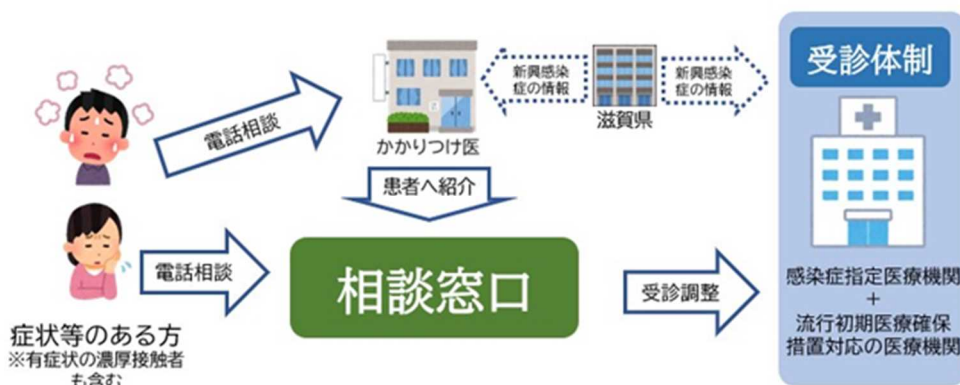 電話相談
かかりつけ医
新興感染
症の情報
滋賀県
新興感染
症の情報
受診体制
患者へ紹介
電話相談
相談窓口
受診調整
感染症指定医療機関
+
流行初期医療確保
措置対応の医療機関
症状等のある方
※有症状の濃厚接触者
も含む